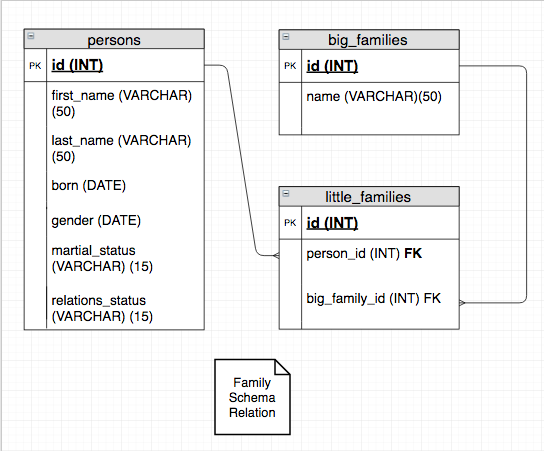 persons
PK id (INT)
first_name (VARCHAR)
(50)
last_name (VARCHAR)
(50)
born (DATE)
gender (DATE)
martial_status
(VARCHAR) (15)
relations_status
(VARCHAR) (15)
big_families
PK id (INT)
name (VARCHAR)(50)
little_families
PK id (INT)
person_id (INT) FK
big_family_id (INT) FK
Family
Schema
Relation